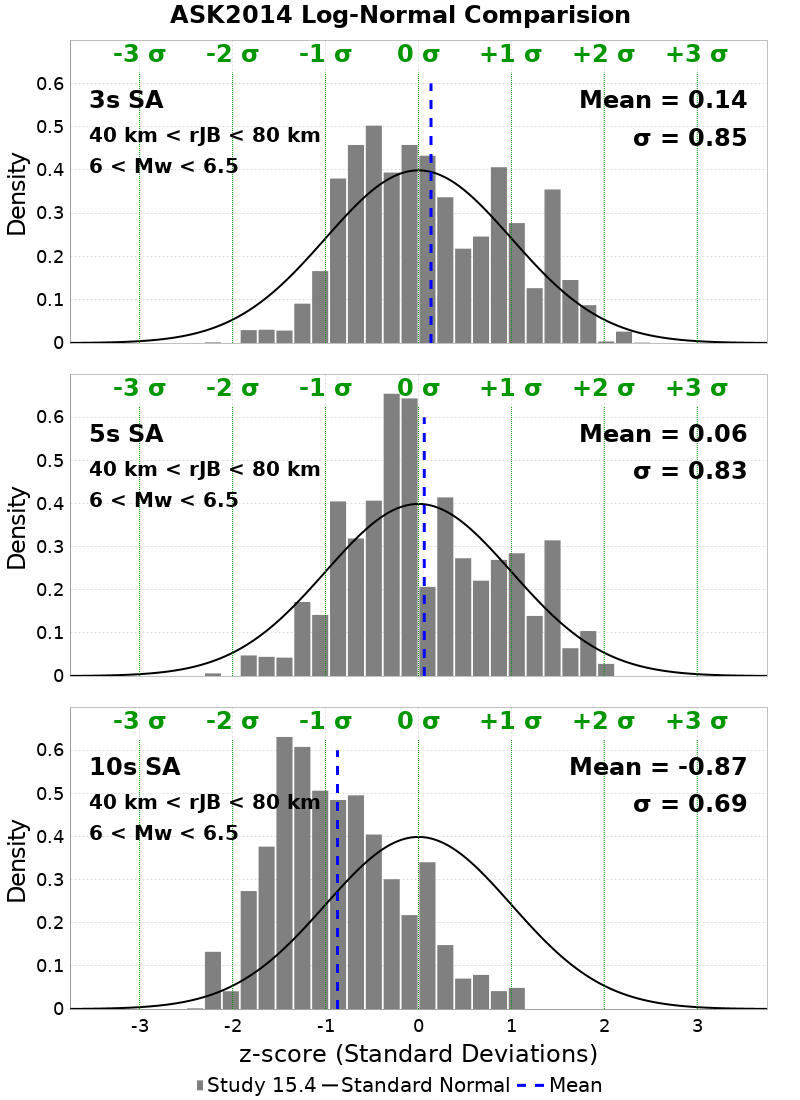 ASK2014 Log-Normal Comparision
-3 σ -2 σ -1 σ 0 σ +1 σ +2 σ +3 σ
0.6
3s SA
Mean = 0.14
0.5
40 km < rJB < 80 km
σ = 0.85
0.4
6 < Mw < 6.5
0.3
0.2
0.1
0
Density
-3 σ -2 σ -1 σ 0 σ +1 σ +2 σ +3 σ
0.6
5s SA
Mean = 0.06
0.5
40 km < rJB < 80 km
σ = 0.83
0.4
6 < Mw < 6.5
0.3
0.2
0.1
0
Density
-3 σ -2 σ -1 σ 0 σ +1 σ +2 σ +3 σ
0.6
10s SA
Mean = -0.87
0.5
40 km < rJB < 80 km
σ = 0.69
0.4
6 < Mw < 6.5
0.3
0.2
0.1
0
Density
-3 -2 -1 0 1 2 3
z-score (Standard Deviations)
Study 15.4 Standard Normal Mean